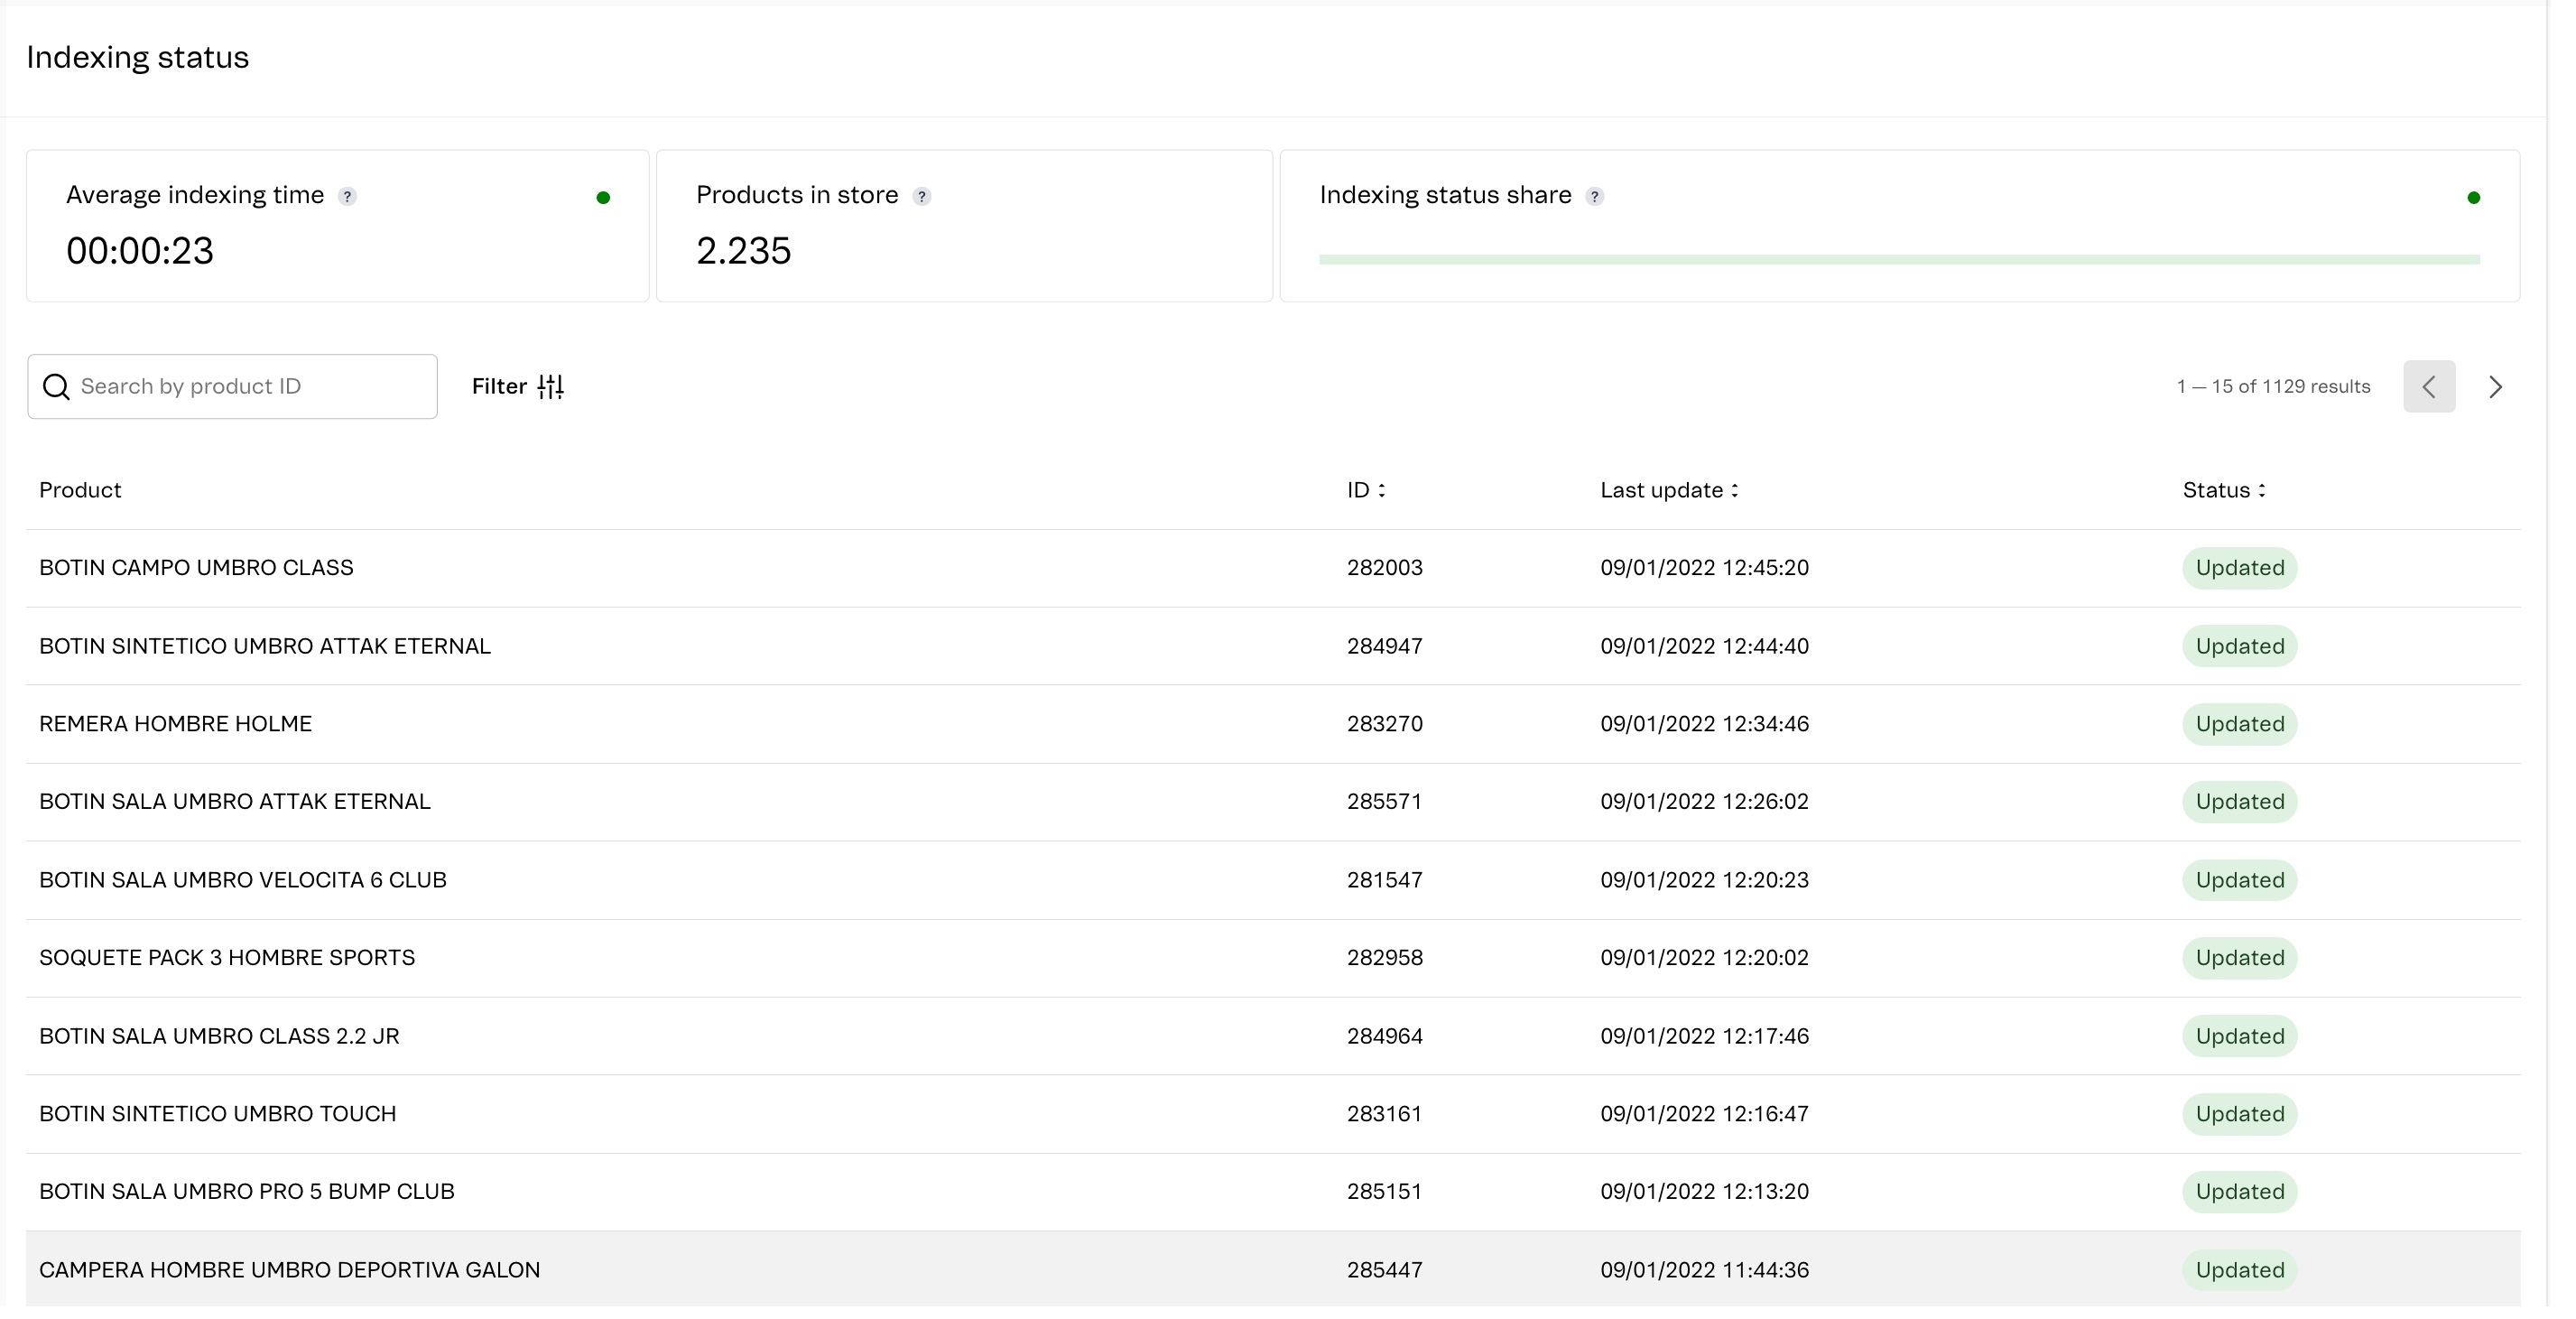 Indexing status
Average indexing time ?
00:00:23
Products in store ?
2.235
Indexing status share ?
Search by product ID
Filter
1 — 15 of 1129 results
Product ID Last update Status
BOTIN CAMPO UMBRO CLASS 282003 09/01/2022 12:45:20 Updated
BOTIN SINTETICO UMBRO ATTAK ETERNAL 284947 09/01/2022 12:44:40 Updated
REMERA HOMBRE HOLME 283270 09/01/2022 12:34:46 Updated
BOTIN SALA UMBRO ATTAK ETERNAL 285571 09/01/2022 12:26:02 Updated
BOTIN SALA UMBRO VELOCITA 6 CLUB 281547 09/01/2022 12:20:23 Updated
SOQUETE PACK 3 HOMBRE SPORTS 282958 09/01/2022 12:20:02 Updated
BOTIN SALA UMBRO CLASS 2.2 JR 284964 09/01/2022 12:17:46 Updated
BOTIN SINTETICO UMBRO TOUCH 283161 09/01/2022 12:16:47 Updated
BOTIN SALA UMBRO PRO 5 BUMP CLUB 285151 09/01/2022 12:13:20 Updated
CAMPERA HOMBRE UMBRO DEPORTIVA GALON 285447 09/01/2022 11:44:36 Updated